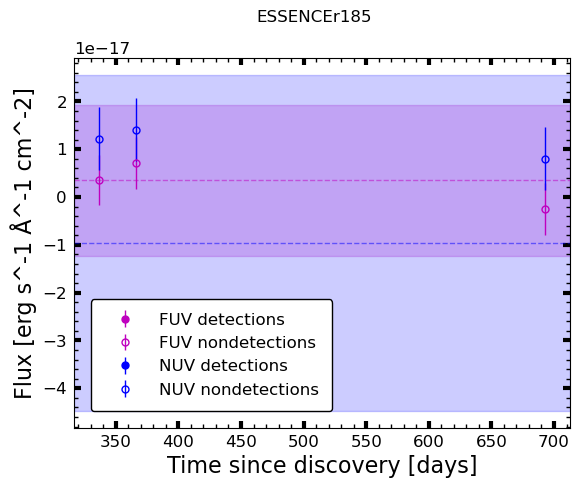 ESSENCEr185
1e−17
2
1
0
−1
−2
−3
−4
Flux [erg s^-1 Å^-1 cm^-2]
FUV detections
FUV nondetections
NUV detections
NUV nondetections
350 400 450 500 550 600 650 700
Time since discovery [days]